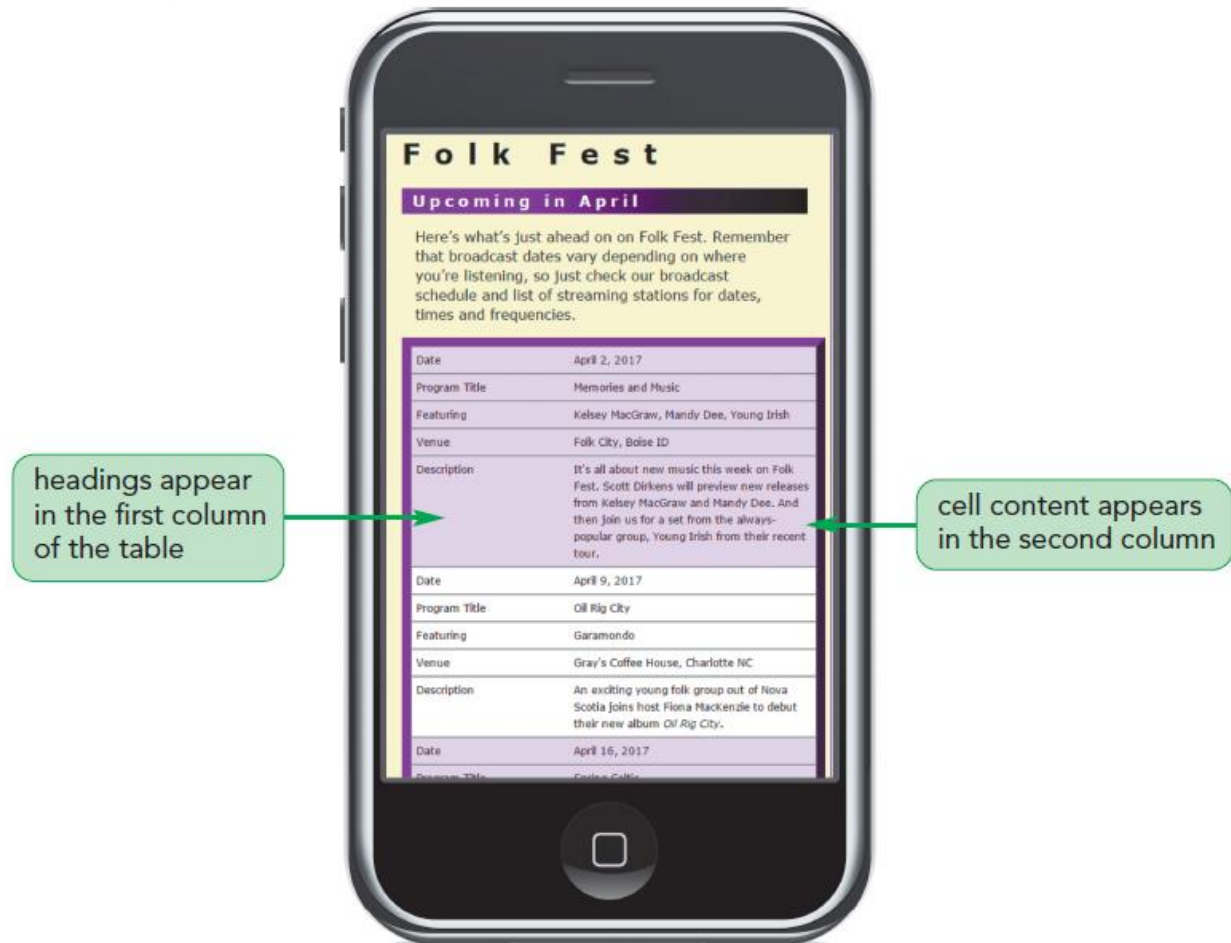 Folk Fest
Upcoming in April
Here's what's just ahead on on Folk Fest. Remember
that broadcast dates vary depending on where
you're listening, so just check our broadcast
schedule and list of streaming stations for dates,
times and frequencies.
Date April 2, 2017
Program Title Memories and Music
Featuring Kelsey MacGraw, Mandy Dee, Young Irish
Venue Folk City, Boise ID
Description It's all about new music this week on Folk
Fest. Scott Dirkens will preview new releases
from Kelsey MacGraw and Mandy Dee. And
then join us for a set from the always-
popular group, Young Irish from their recent
tour.
Date April 9, 2017
Program Title Oil Rig City
Featuring Garamondo
Venue Gray's Coffee House, Charlotte NC
Description An exciting young folk group out of Nova
Scotia joins host Fiona MacKenzie to debut
their new album Oil Rig City.
Date April 16, 2017
Program Title
headings appear
in the first column
of the table
cell content appears
in the second column